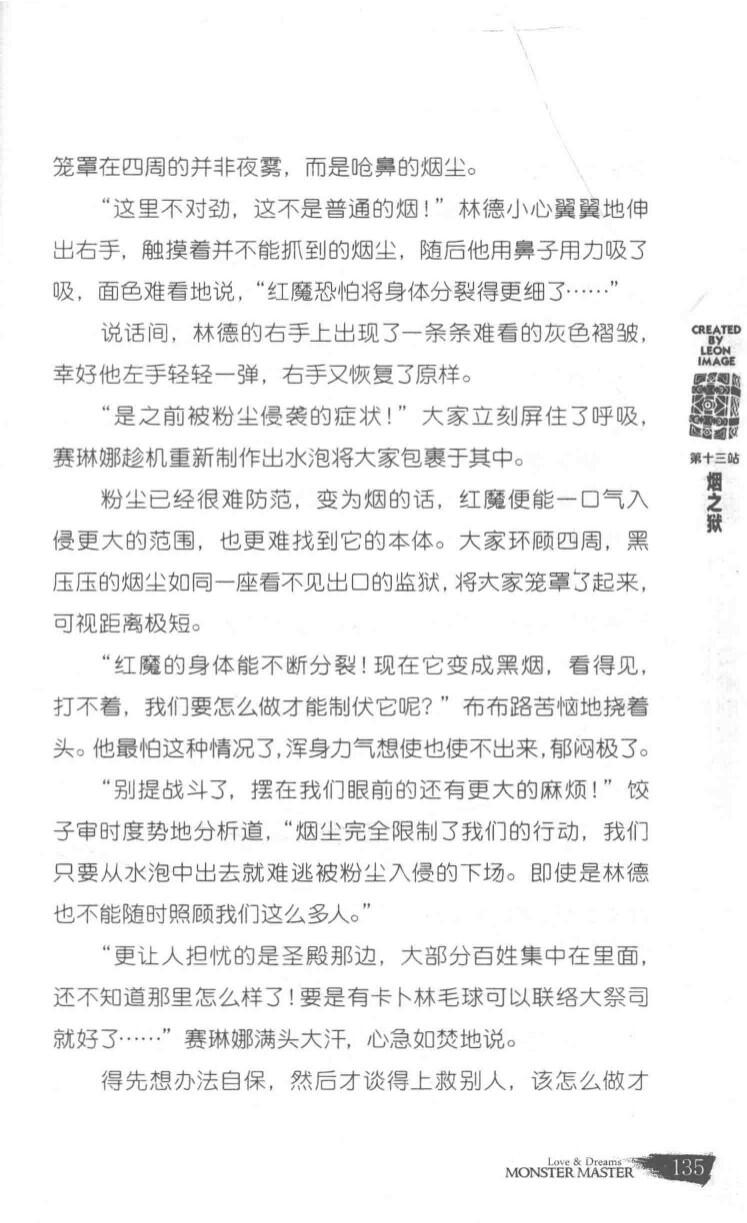 笼罩在四周的并非夜雾，而是呛鼻的烟尘。
“这里不对劲，这不是普通的烟！”林德小心翼翼地伸
出右手，触摸着并不能抓到的烟尘，随后他用鼻子用力吸了
吸，面色难看地说，“红魔恐怕将身体分裂得更细了……”
说话间，林德的右手上出现了一条条难看的灰色褶皱，
幸好他左手轻轻一弹，右手又恢复了原样。
“是之前被粉尘侵袭的症状！”大家立刻屏住了呼吸，
赛琳娜趁机重新制作出水泡将大家包裹于其中。
粉尘已经很难防范，变为烟的话，红魔便能一口气入
侵更大的范围，也更难找到它的本体。大家环顾四周，黑
压压的烟尘如同一座看不见出口的监狱，将大家笼罩了起来，
可视距离极短。
“红魔的身体能不断分裂！现在它变成黑烟，看得见，
打不着，我们要怎么做才能制伏它呢？”布布路苦恼地挠着
头。他最怕这种情况了，浑身力气想使也使不出来，郁闷极了。
“别提战斗了，摆在我们眼前的还有更大的麻烦！”饺
子审时度势地分析道，“烟尘完全限制了我们的行动，我们
只要从水泡中出去就难逃被粉尘入侵的下场。即使是林德
也不能随时照顾我们这么多人。”
“更让人担忧的是圣殿那边，大部分百姓集中在里面，
还不知道那里怎么样了！要是有卡卜林毛球可以联络大祭司
就好了……”赛琳娜满头大汗，心急如焚地说。
得先想办法自保，然后才谈得上救别人，该怎么做才
CREATED
BY
LEON
IMAGE
第十三站
烟之狱
Love & Dreams
MONSTER MASTER
135